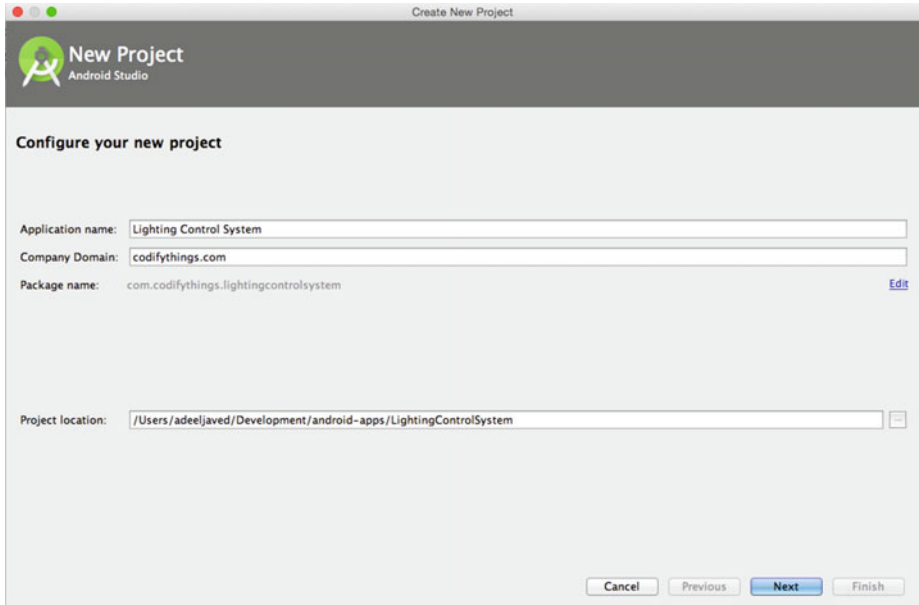 Create New Project
New Project
Android Studio
Configure your new project
Application name: Lighting Control System
Company Domain: codifythings.com
Package name: com.codifythings.lightingcontrolsystem Edit
Project location: /Users/adeeljaved/Development/android-apps/LightingControlSystem ...
Cancel Previous Next Finish